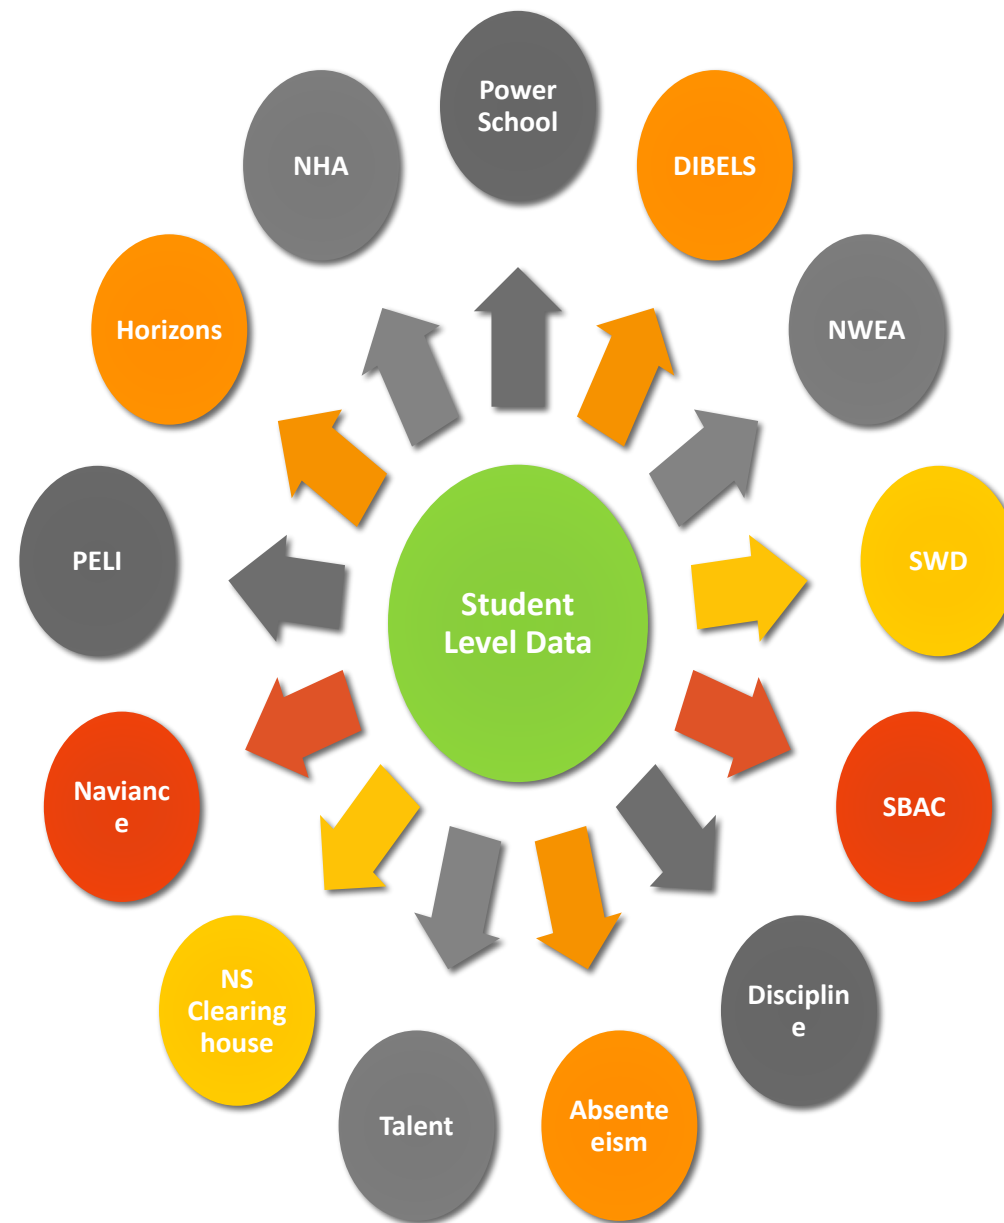 Power
School
DIBELS
NWEA
SWD
SBAC
Disciplin
e
Absente
eism
Talent
NS
Clearing
house
Navianc
e
PELI
Horizons
NHA
Student
Level Data